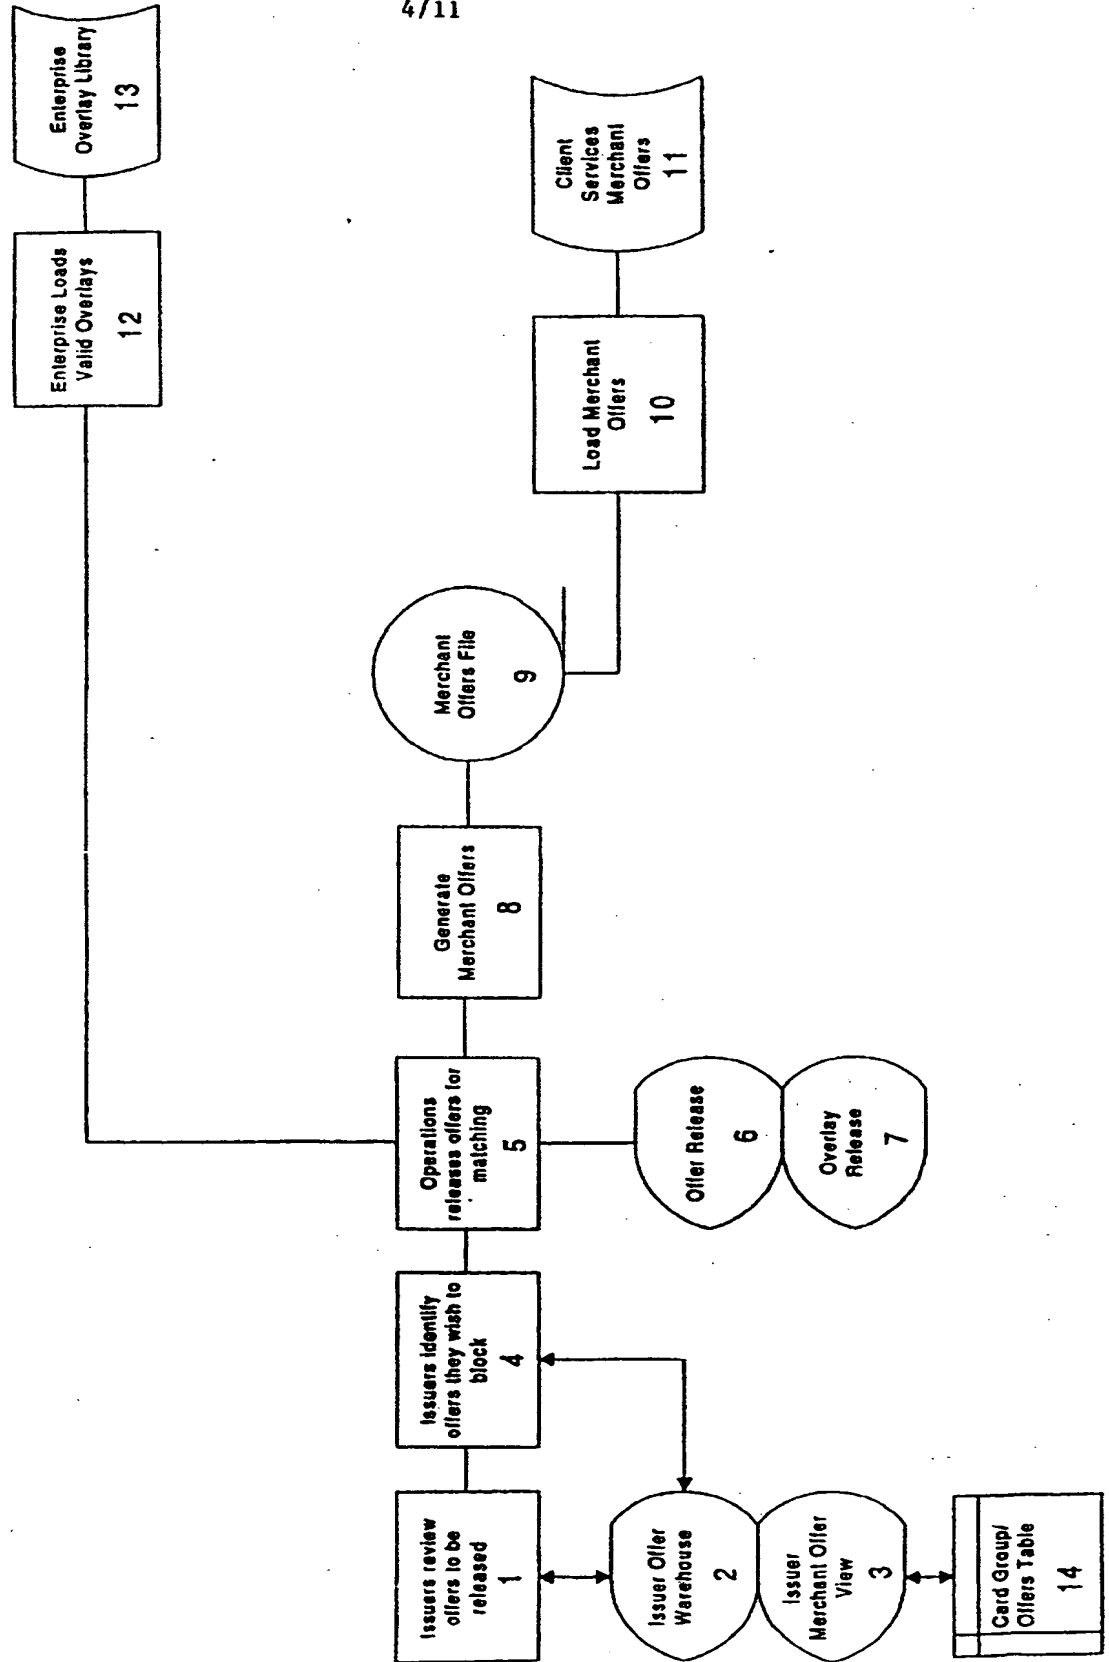 4/11
Issuers review
offers to be
released
1
Issuer Offer
Warehouse
2
Issuer
Merchant Offer
View
3
Card Group/
Offers Table
14
Issuers identify
offers they wish to
block
4
Operations
releases offers for
matching
5
Offer Release
6
Overlay
Release
7
Generate
Merchant Offers
8
Merchant
Offers File
9
Load Merchant
Offers
10
Client
Services
Merchant
Offers
11
Enterprise Loads
Valid Overlays
12
Enterprise
Overlay Library
13